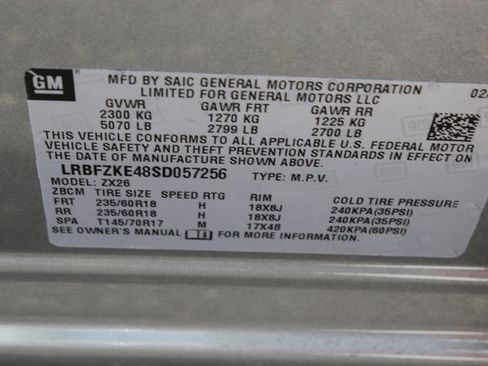 GM
MFD BY SAIC GENERAL MOTORS CORPORATION 02/
LIMITED FOR GENERAL MOTORS LLC
GVWR GAWR FRT GAWR RR
2300 KG 1270 KG 1225 KG
5070 LB 2799 LB 2700 LB
THIS VEHICLE CONFORMS TO ALL APPLICABLE U.S. FEDERAL MOTOR
VEHICLE SAFETY AND THEFT PREVENTION STANDARDS IN EFFECT ON
THE DATE OF MANUFACTURE SHOWN ABOVE.
LRBFZKE48SD057256 TYPE: M.P.V.
MODEL: ZX26
ZBCM TIRE SIZE SPEED RTG RIM COLD TIRE PRESSURE
FRT 235/60R18 H 18X8J 240KPA(35PSI)
RR 235/60R18 H 18X8J 240KPA(35PSI)
SPA T145/70R17 M 17X4B 420KPA(60PSI)
SEE OWNER'S MANUAL FOR MORE INFORMATION.